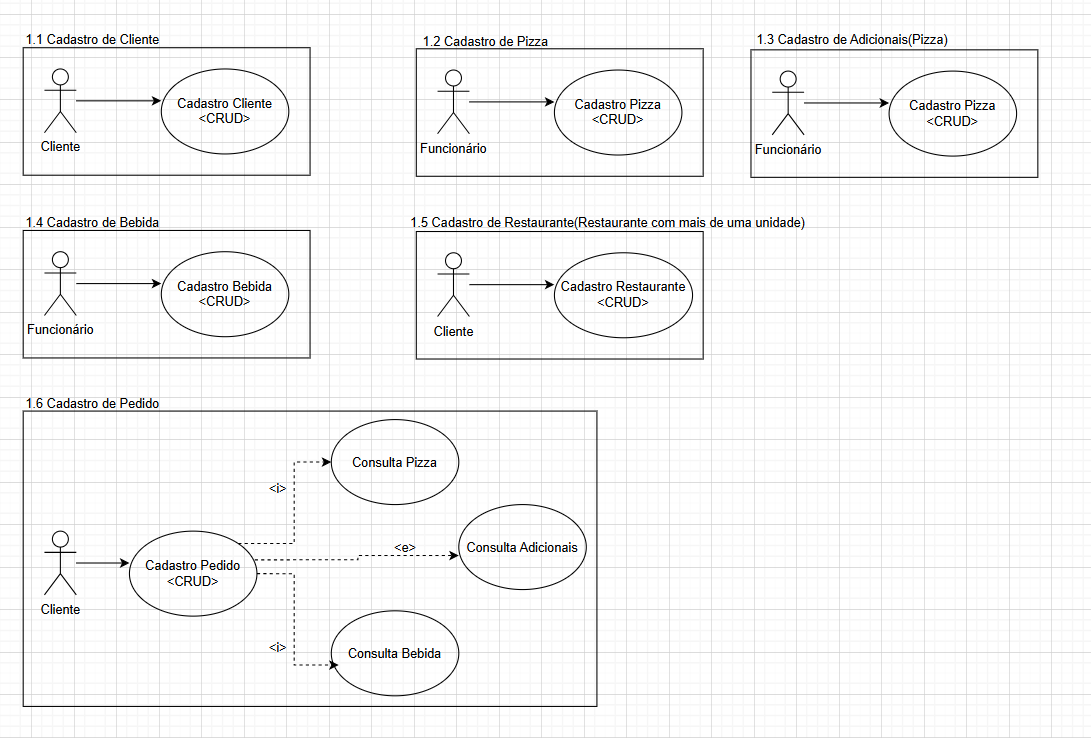 1.1 Cadastro de Cliente
Cliente
Cadastro Cliente
<CRUD>
1.2 Cadastro de Pizza
Funcionário
Cadastro Pizza
<CRUD>
1.3 Cadastro de Adicionais(Pizza)
Funcionário
Cadastro Pizza
<CRUD>
1.4 Cadastro de Bebida
Funcionário
Cadastro Bebida
<CRUD>
1.5 Cadastro de Restaurante(Restaurante com mais de uma unidade)
Cliente
Cadastro Restaurante
<CRUD>
1.6 Cadastro de Pedido
Cliente
Cadastro Pedido
<CRUD>
<i>
Consulta Pizza
<e>
Consulta Adicionais
<i>
Consulta Bebida